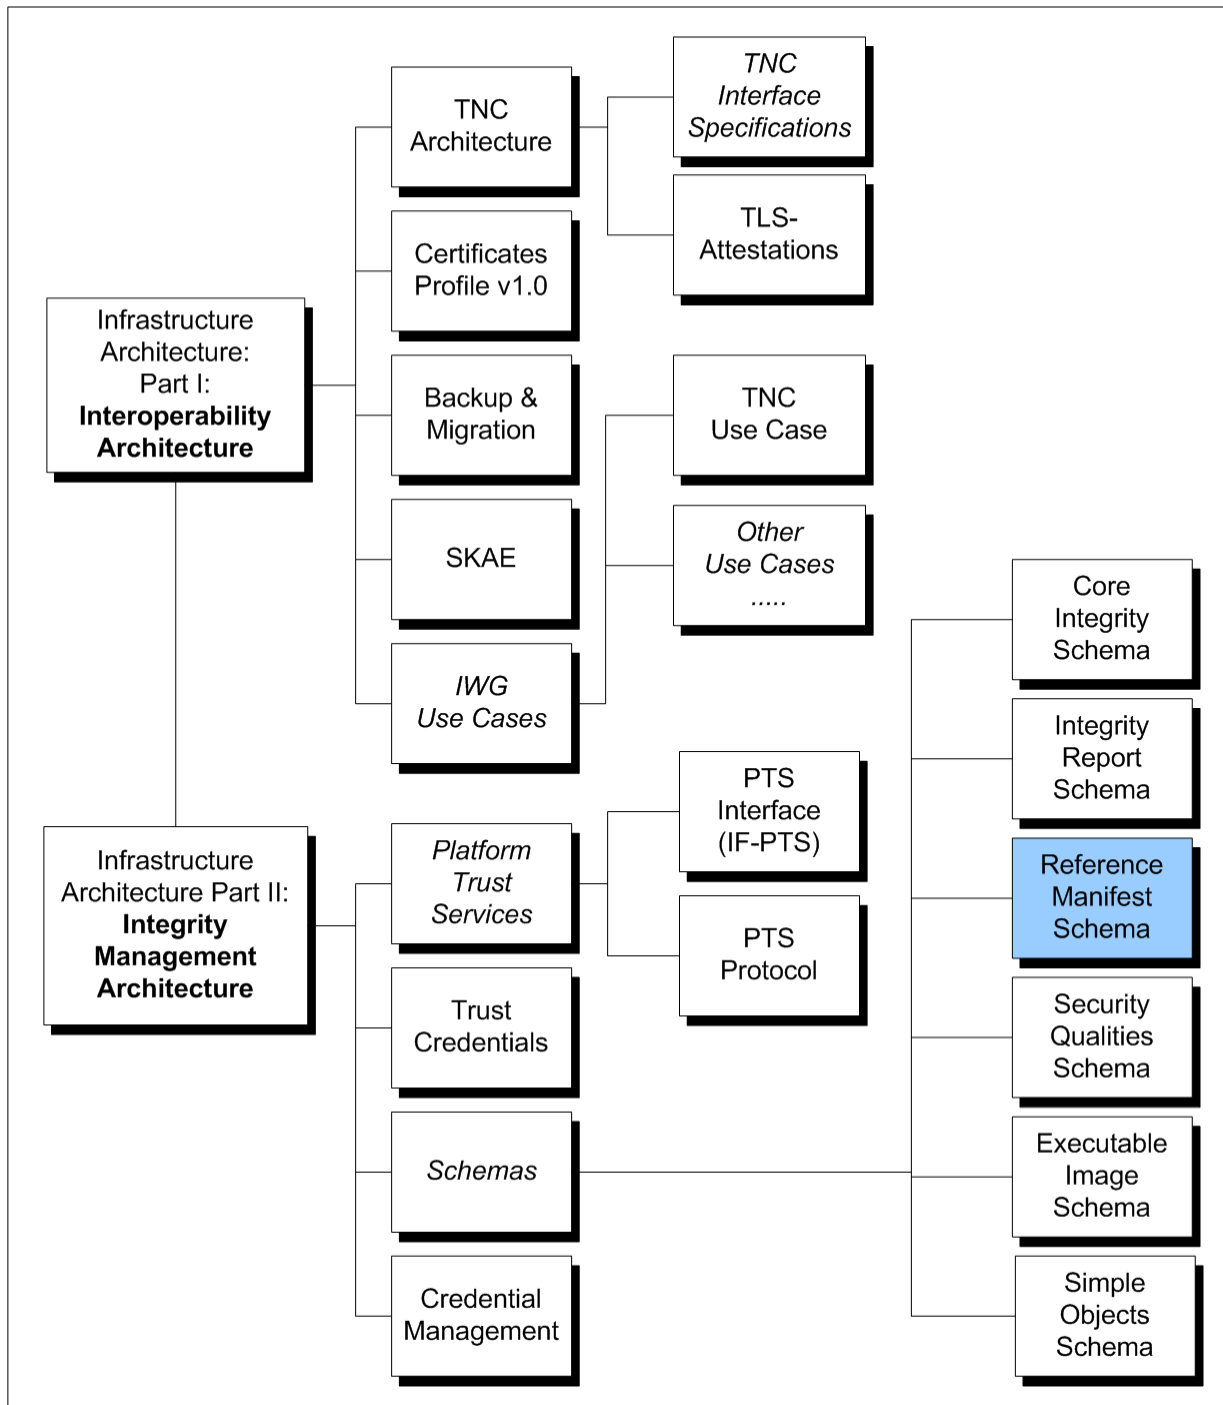 TNC
Architecture
TNC
Interface
Specifications
TLS-
Attestations
Certificates
Profile v1.0
Infrastructure
Architecture:
Part I:
Interoperability
Architecture
Backup &
Migration
TNC
Use Case
SKAE
Other
Use Cases
.....
IWG
Use Cases
Core
Integrity
Schema
Integrity
Report
Schema
Infrastructure
Architecture Part II:
Integrity
Management
Architecture
Platform
Trust
Services
PTS
Interface
(IF-PTS)
PTS
Protocol
Reference
Manifest
Schema
Trust
Credentials
Security
Qualities
Schema
Schemas
Executable
Image
Schema
Credential
Management
Simple
Objects
Schema